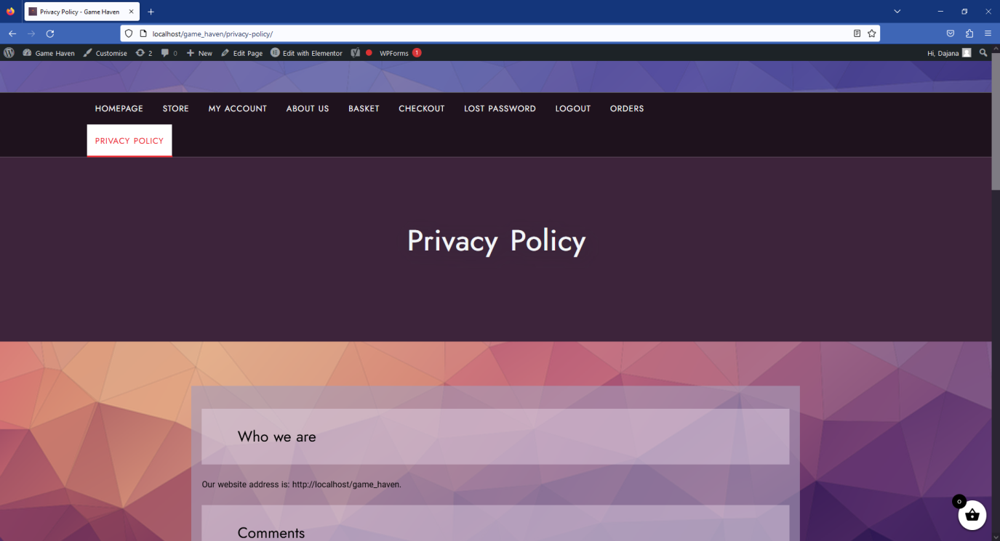 Privacy Policy - Game Haven
localhost/game_haven/privacy-policy/
Game Haven Customise 2 0 New Edit Page Edit with Elementor WPForms 1 Hi, Dajana
HOMEPAGE STORE MY ACCOUNT ABOUT US BASKET CHECKOUT LOST PASSWORD LOGOUT ORDERS
PRIVACY POLICY
Privacy Policy
Who we are
Our website address is: http://localhost/game_haven.
Comments
0